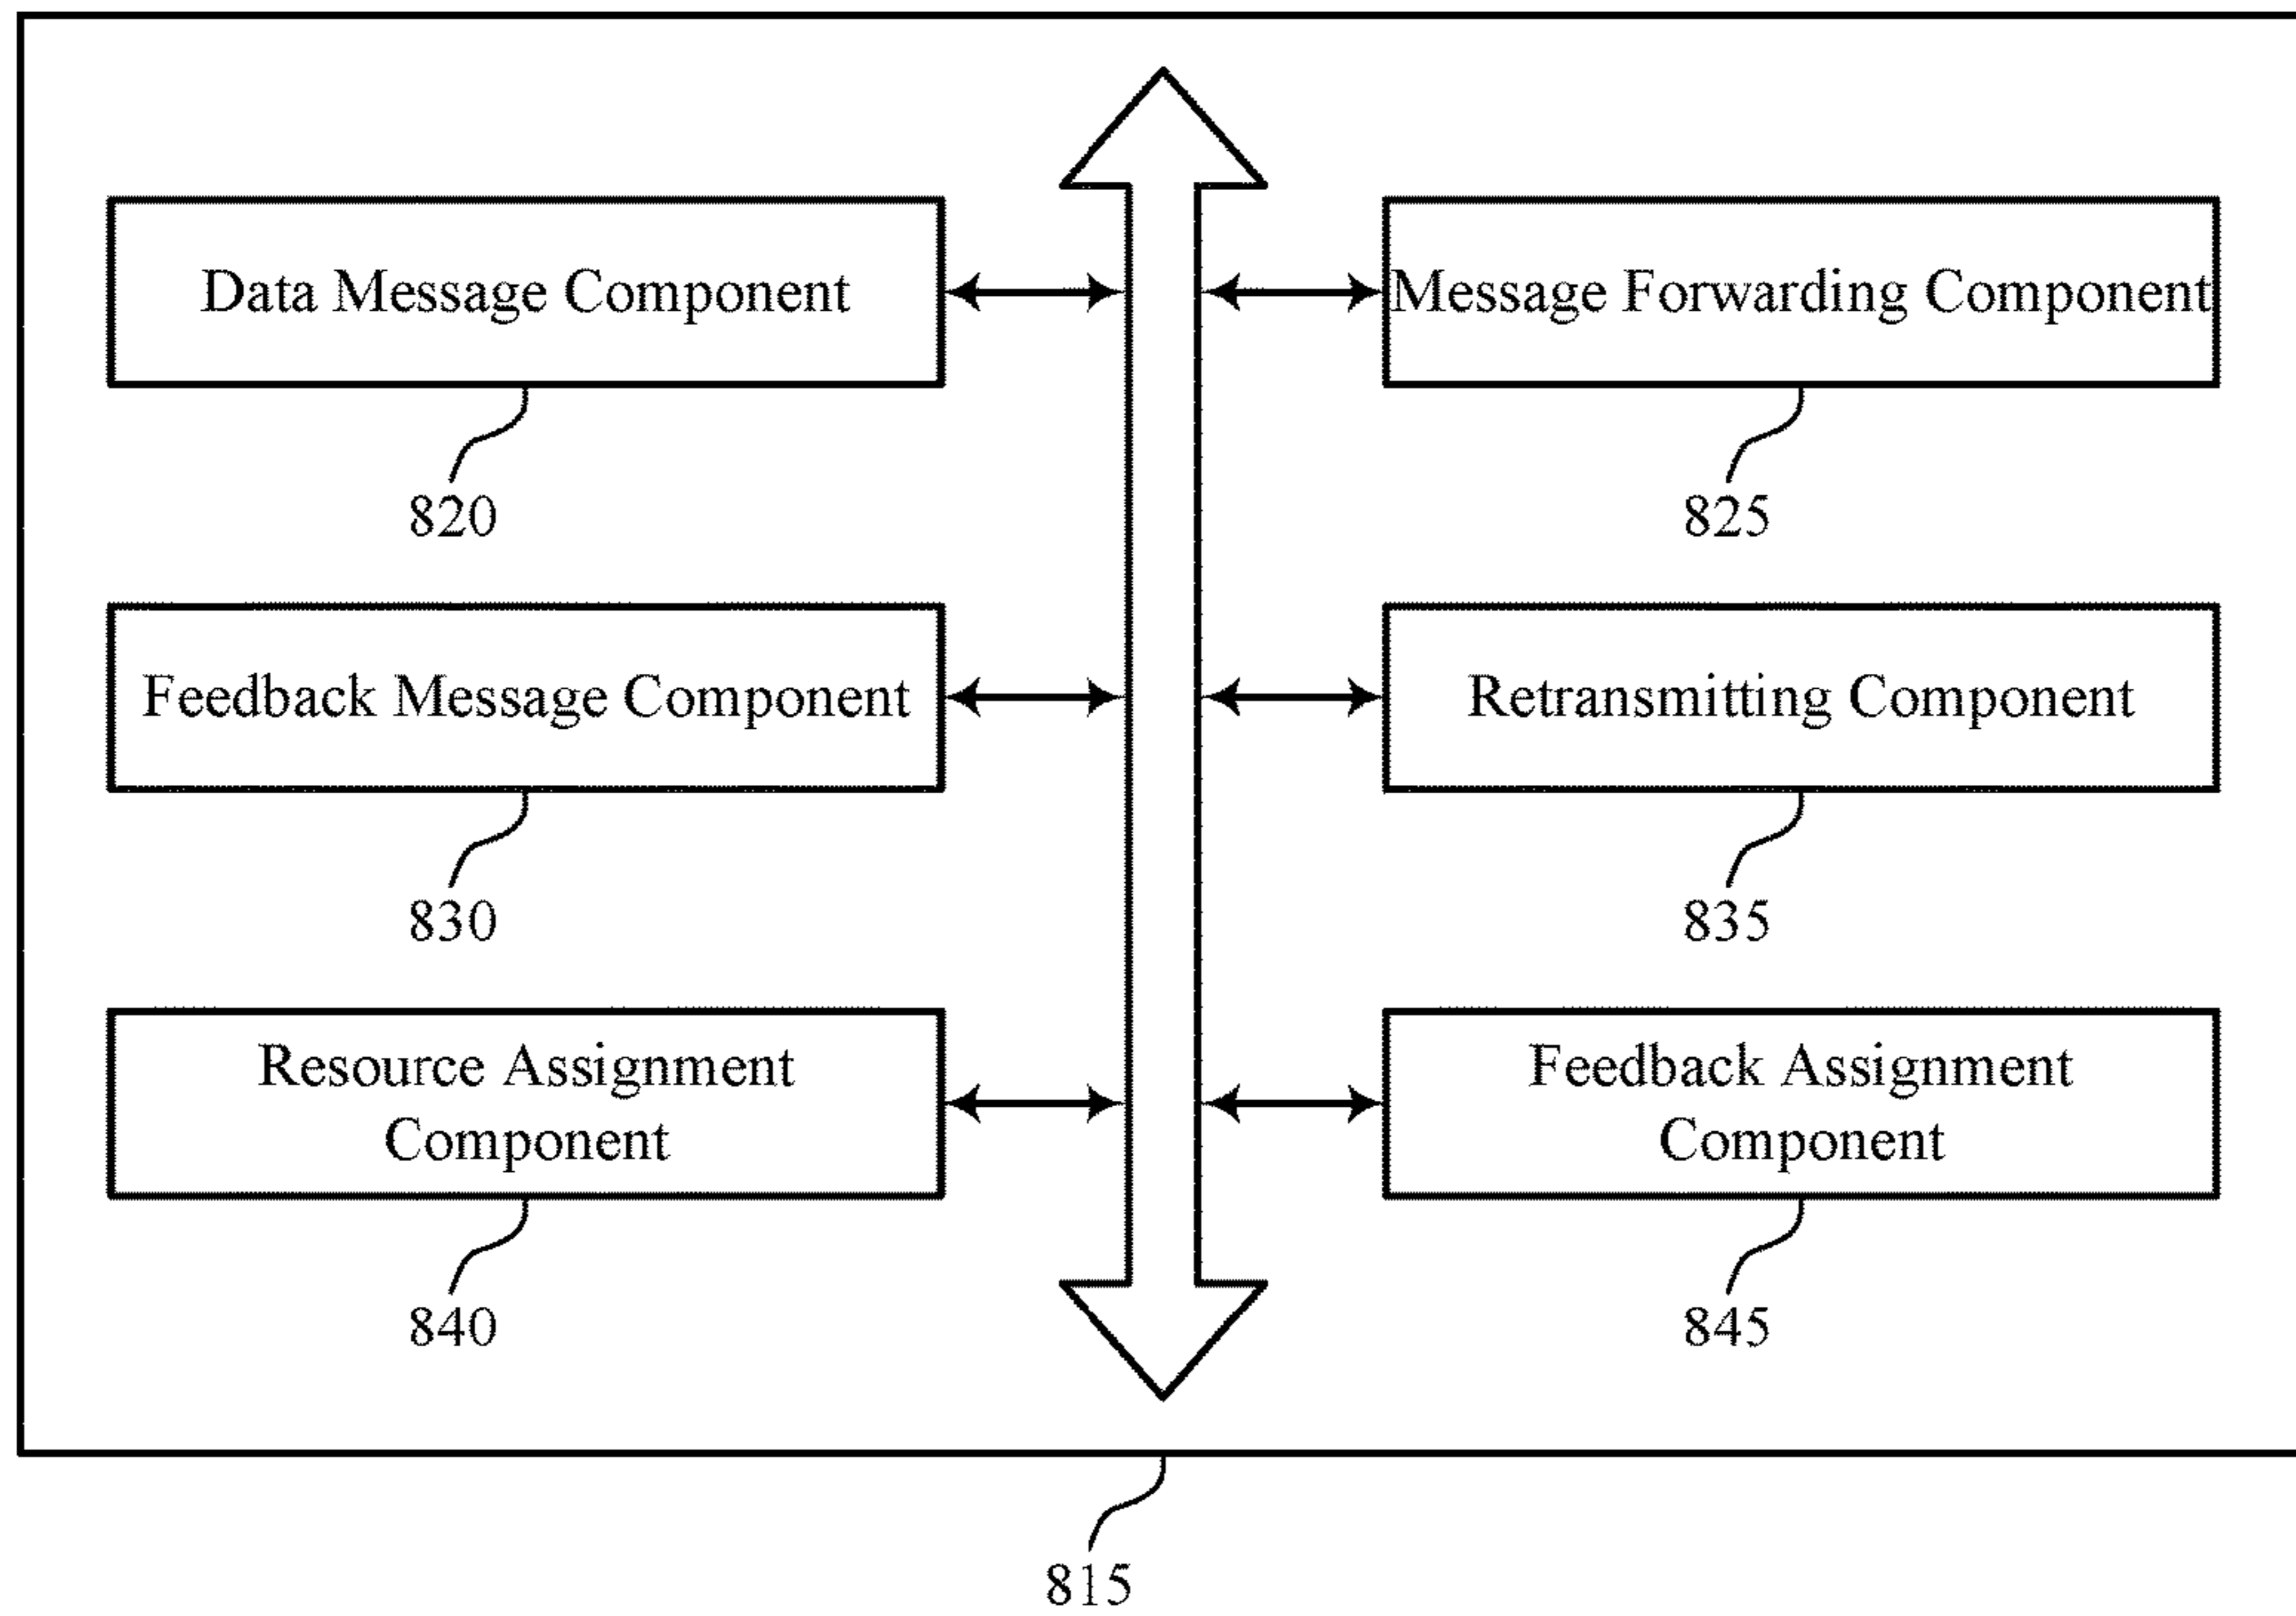 Data Message Component
Message Forwarding Component
820
825
Feedback Message Component
Retransmitting Component
830
835
Resource Assignment
Component
Feedback Assignment
Component
840
845
815